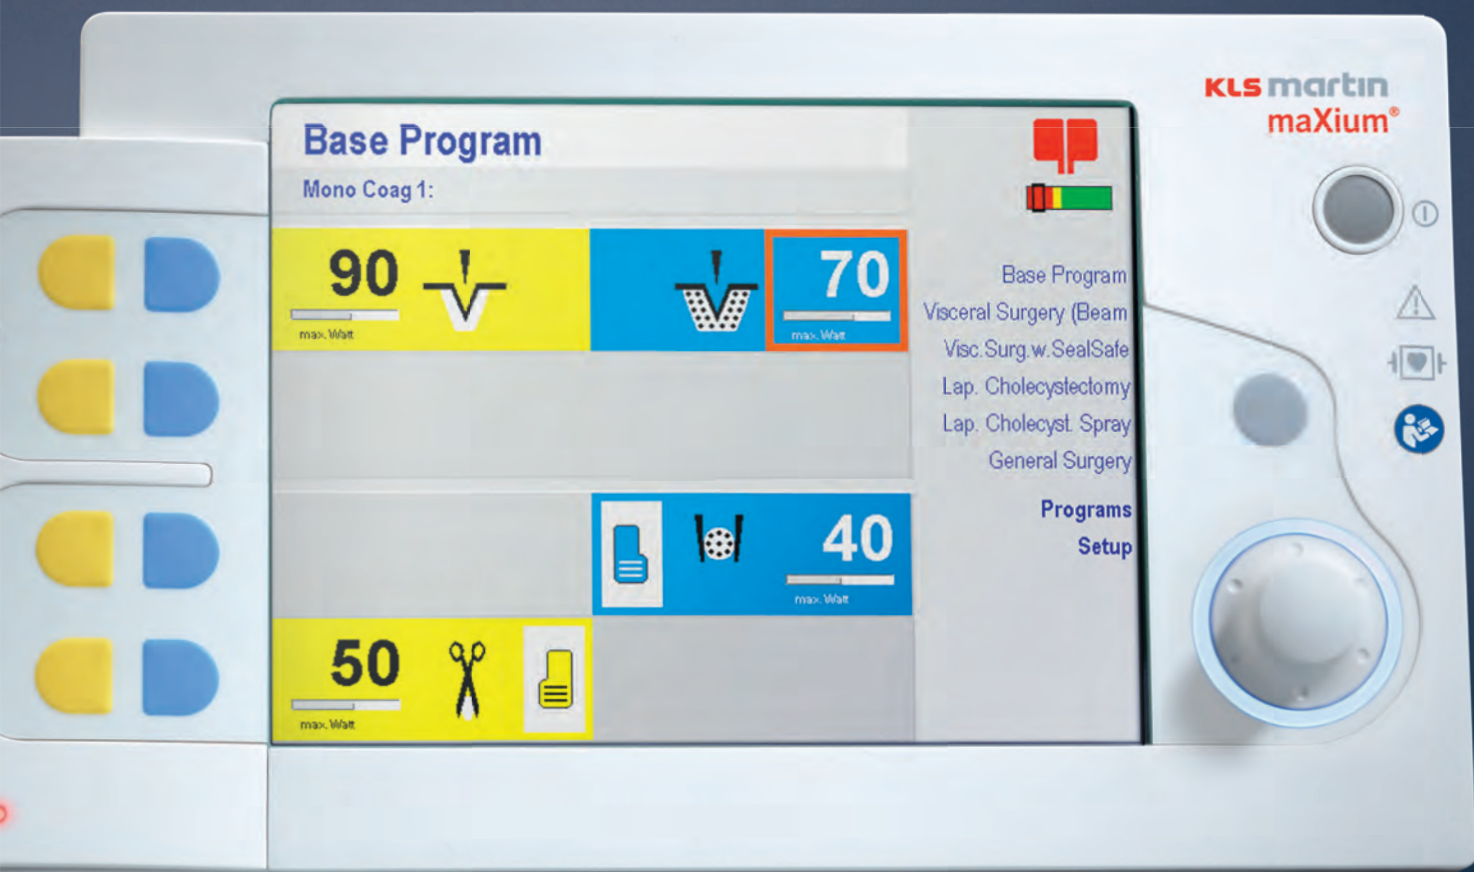 KLS martin
maXium®
Base Program
Mono Coag 1:
90
max. Watt
70
max. Watt
40
max. Watt
50
max. Watt
Base Program
Visceral Surgery (Beam
Visc.Surg.w.SealSafe
Lap. Cholecystectomy
Lap. Cholecyst. Spray
General Surgery
Programs
Setup